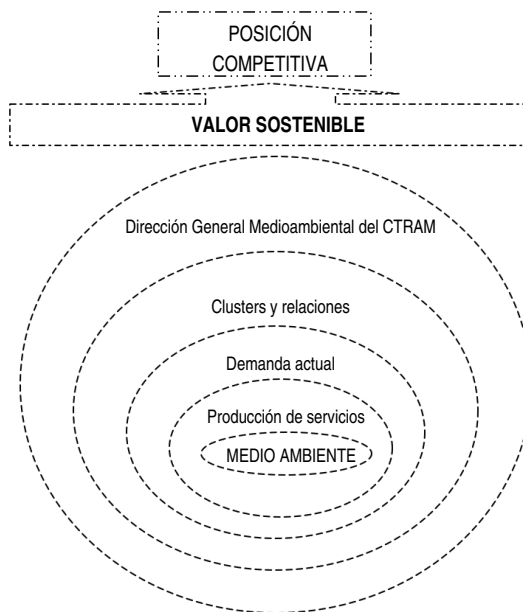 POSICIÓN
COMPETITIVA
VALOR SOSTENIBLE
Dirección General Medioambiental del CTRAM
Clusters y relaciones
Demanda actual
Producción de servicios
MEDIO AMBIENTE